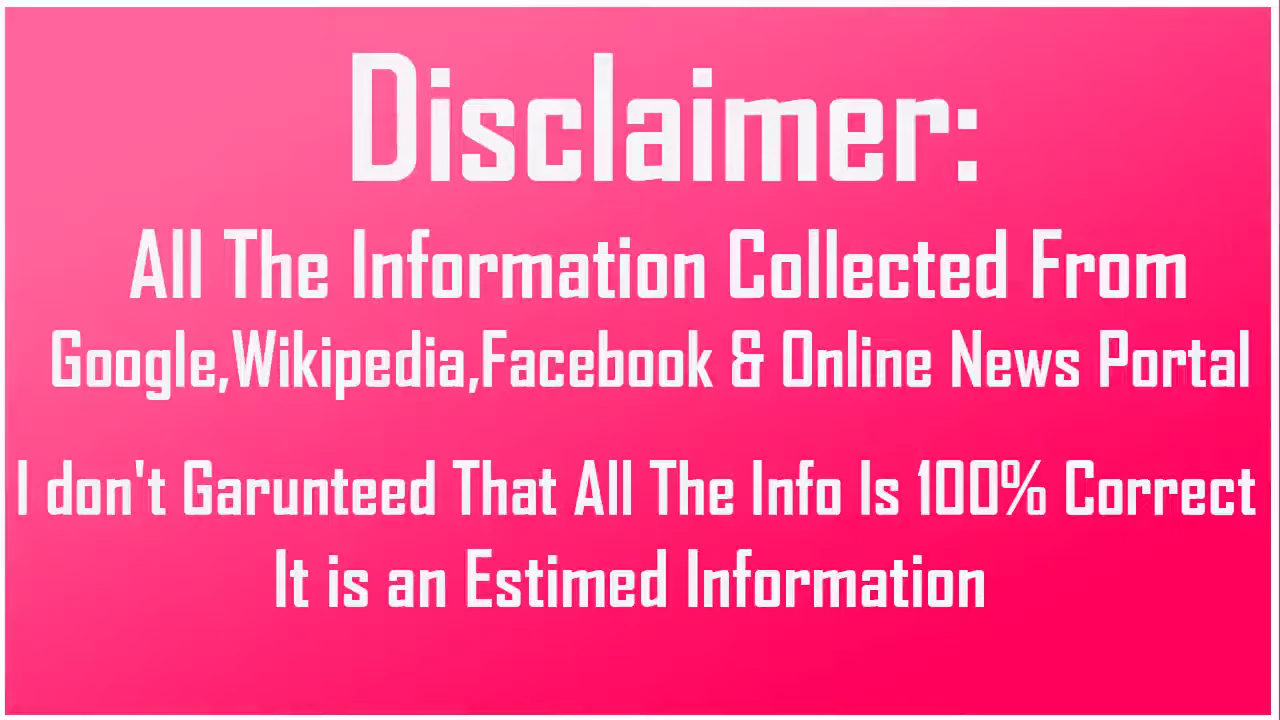 Disclaimer:
All The Information Collected From
Google,Wikipedia,Facebook & Online News Portal
I don't Garunteed That All The Info Is 100% Correct
It is an Estimed Information